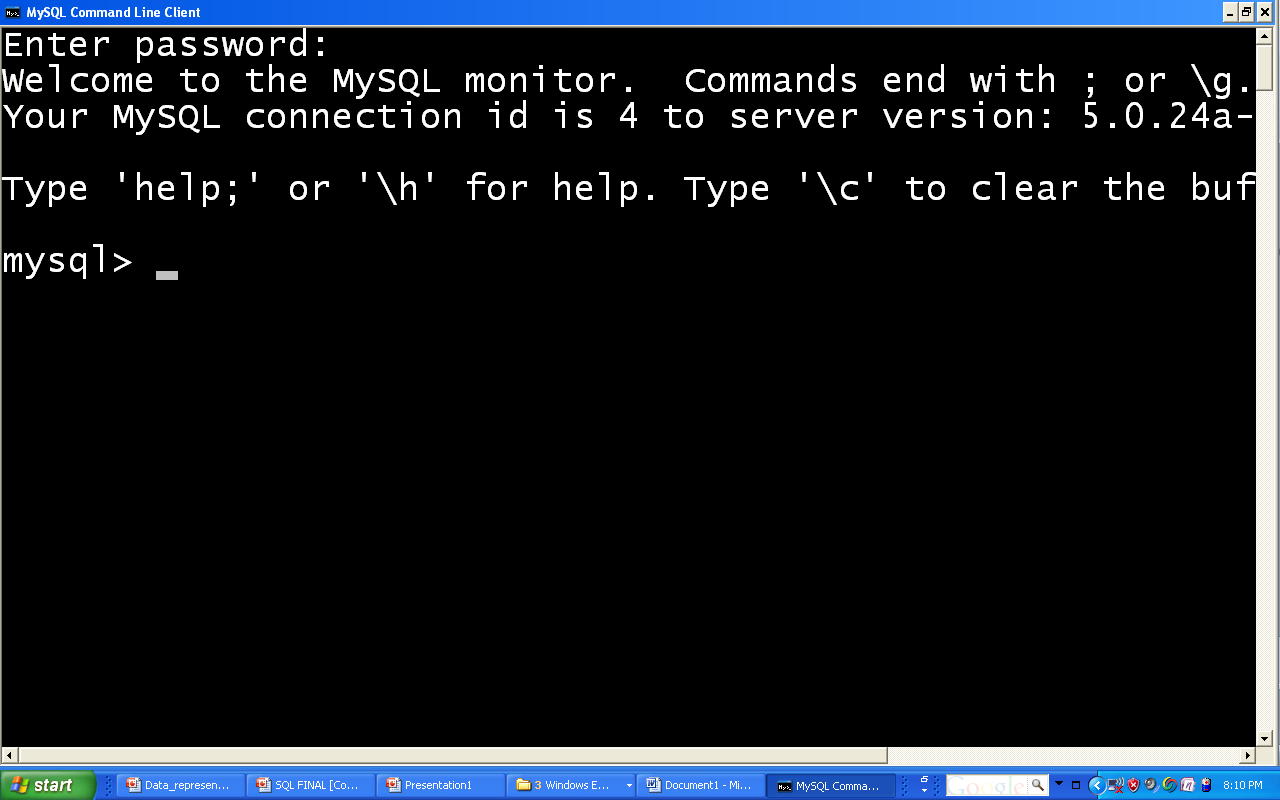 MySQL Command Line Client
Enter password:
Welcome to the MySQL monitor.  Commands end with ; or \g.
Your MySQL connection id is 4 to server version: 5.0.24a-
Type 'help;' or '\h' for help. Type '\c' to clear the buf
mysql> _
start Data_represen... SQL FINAL [Co... Presentation1 3 Windows E... Document1 - Mi... MySQL Comma... Google 8:10 PM